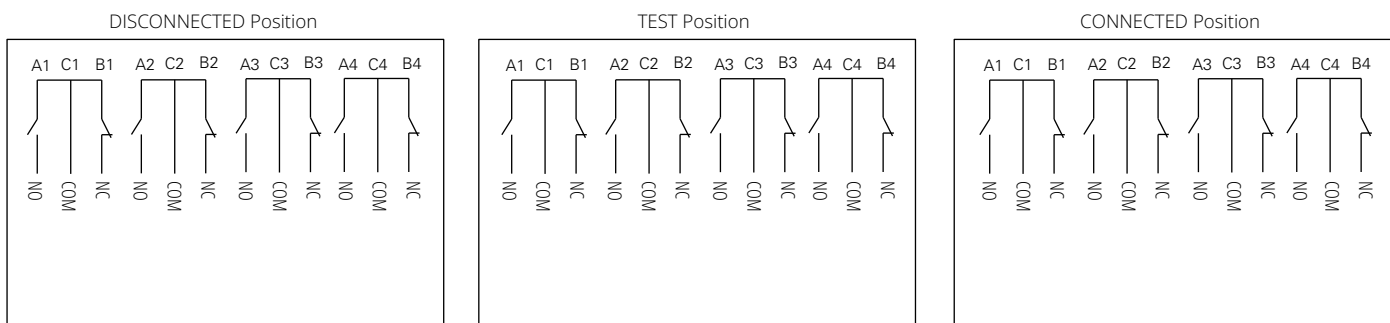 DISCONNECTED Position
A1 C1 B1 A2 C2 B2 A3 C3 B3 A4 C4 B4
NO COM NC NO COM NC NO COM NC NO COM NC
TEST Position
A1 C1 B1 A2 C2 B2 A3 C3 B3 A4 C4 B4
NO COM NC NO COM NC NO COM NC NO COM NC
CONNECTED Position
A1 C1 B1 A2 C2 B2 A3 C3 B3 A4 C4 B4
NO COM NC NO COM NC NO COM NC NO COM NC